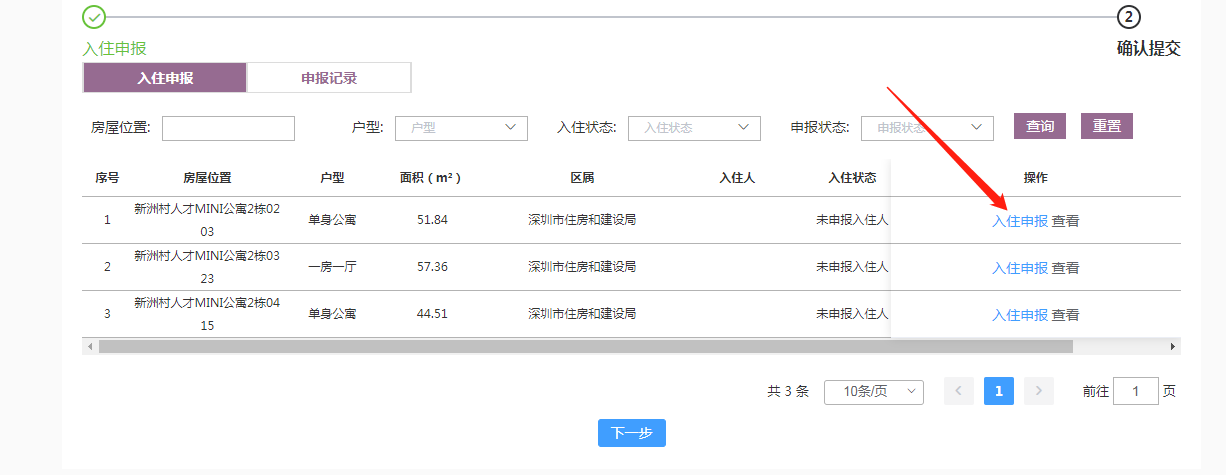 2
入住申报
确认提交
入住申报 申报记录
房屋位置: 户型: 户型 入住状态: 入住状态 申报状态: 申报状态 查询 重置
序号 房屋位置 户型 面积（m²） 区属 入住人 入住状态 操作
1 新洲村人才MINI公寓2栋02 单身公寓 51.84 深圳市住房和建设局 未申报入住人 入住申报 查看
03
2 新洲村人才MINI公寓2栋03 一房一厅 57.36 深圳市住房和建设局 未申报入住人 入住申报 查看
23
3 新洲村人才MINI公寓2栋04 单身公寓 44.51 深圳市住房和建设局 未申报入住人 入住申报 查看
15
共 3 条 10条/页 1 前往 1 页
下一步